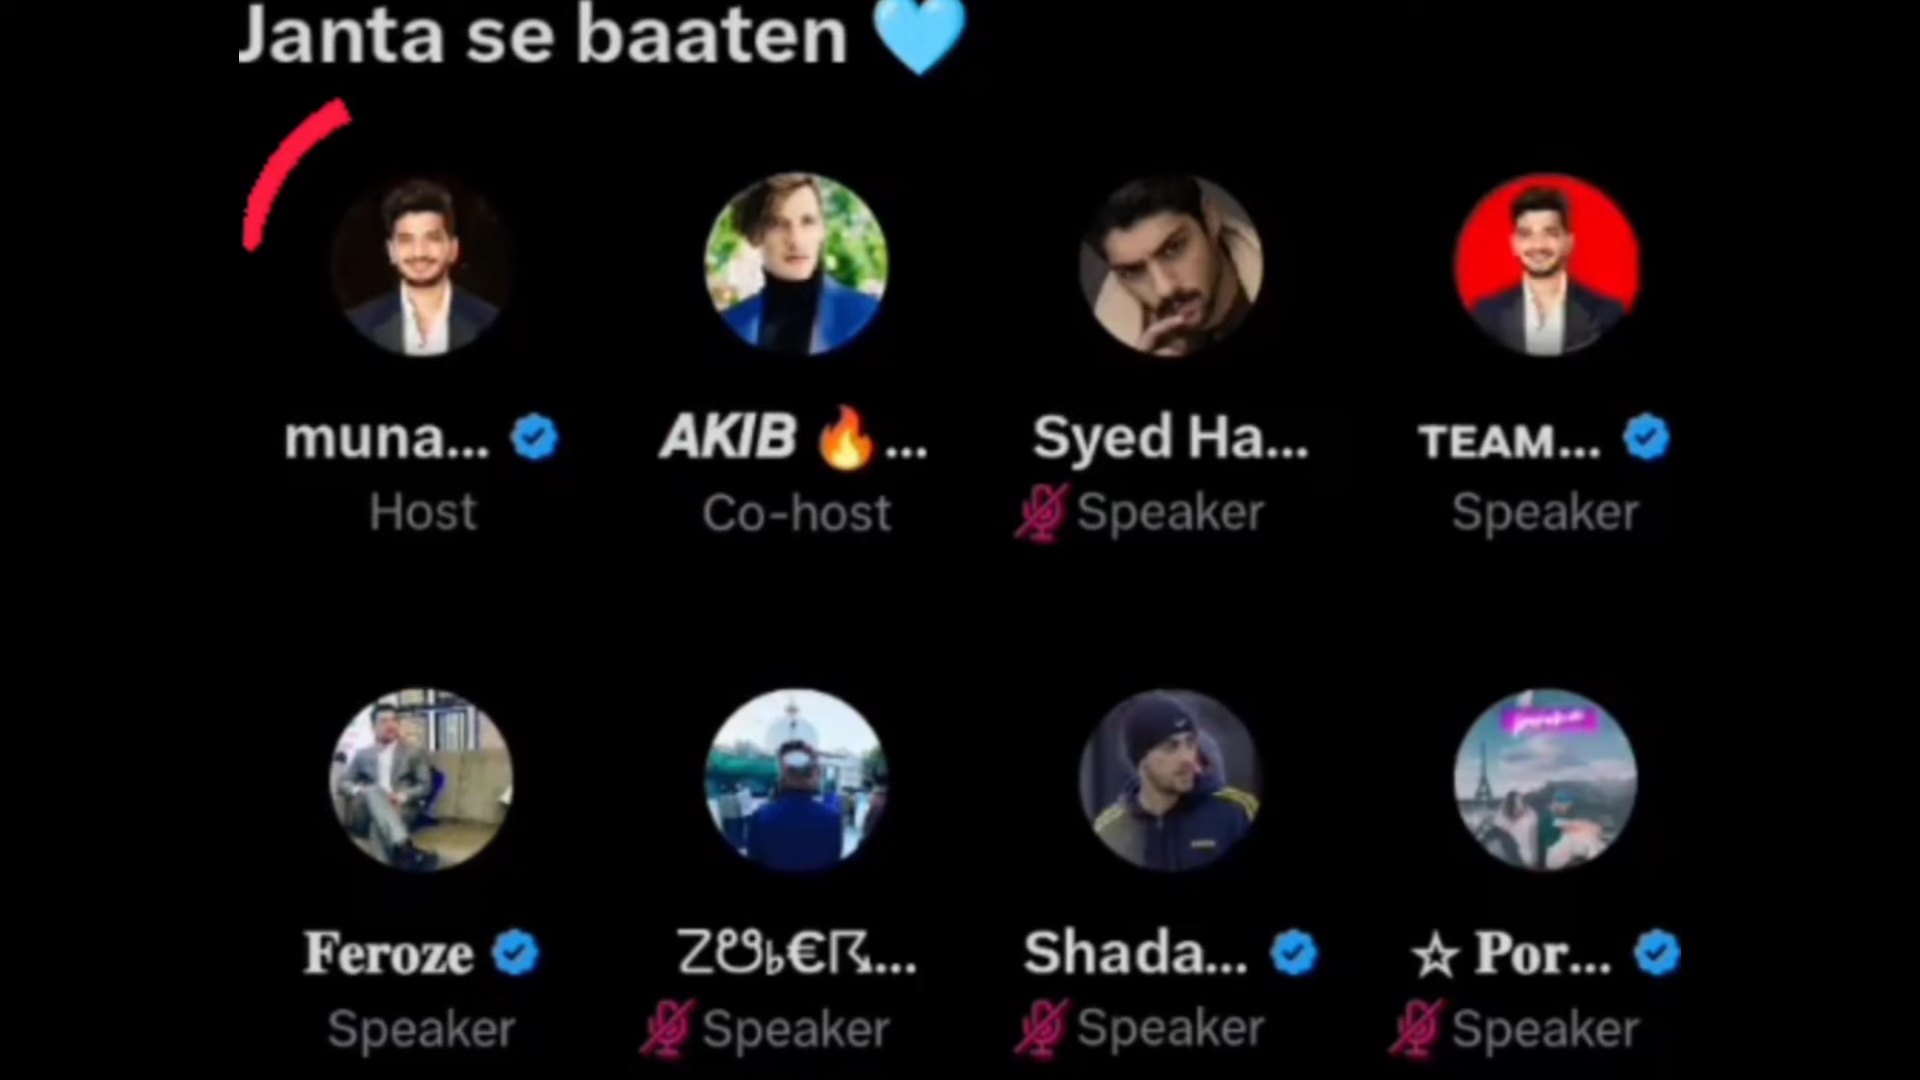 Janta se baaten 🩵
muna... AKIB 🔥... Syed Ha... TEAM...
Host Co-host Speaker Speaker
Feroze Shada... ☆ Por...
Speaker Speaker Speaker Speaker